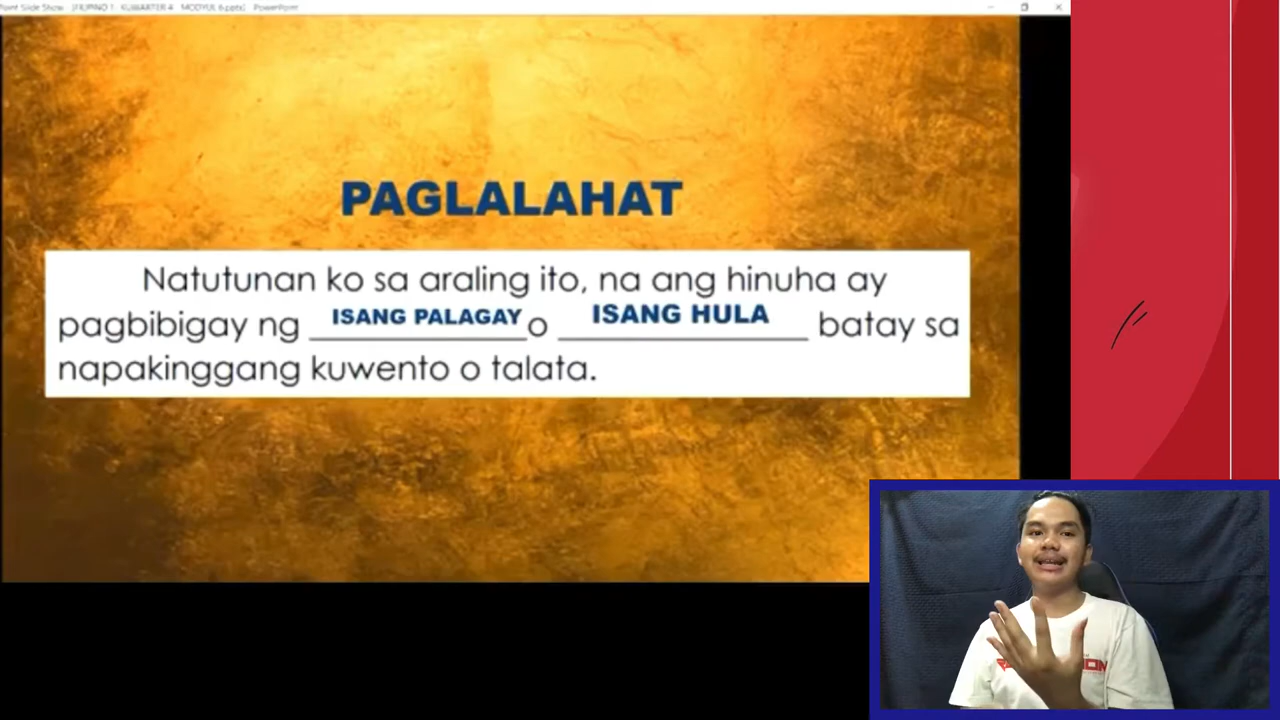 PAGLALAHAT
Natutunan ko sa araling ito, na ang hinuha ay
pagbibigay ng ISANG PALAGAY o ISANG HULA batay sa
napakinggang kuwento o talata.